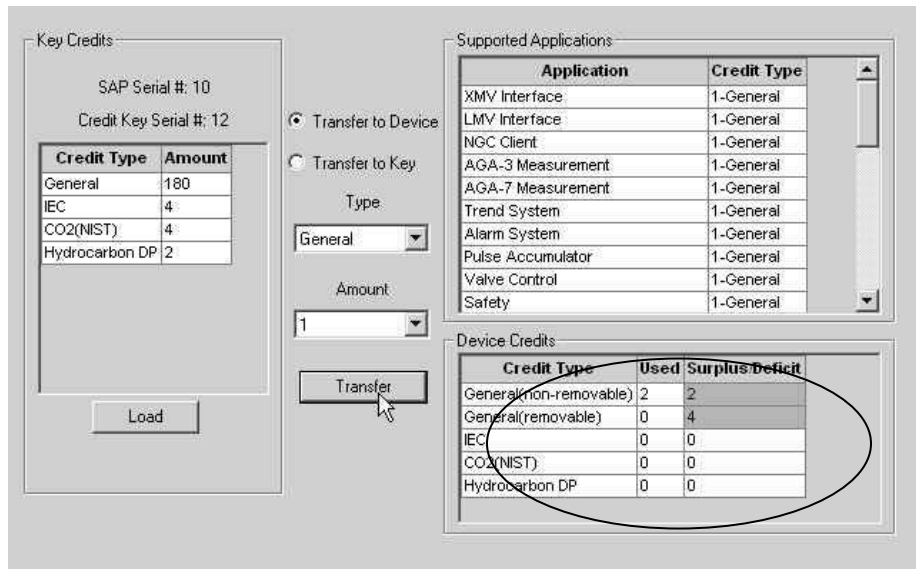 Key Credits
SAP Serial #: 10
Credit Key Serial #: 12
Credit Type Amount
General 180
IEC 4
CO2(NIST) 4
Hydrocarbon DP 2
Load
Transfer to Device
Transfer to Key
Type
General
Amount
1
Transfer
Supported Applications
Application Credit Type
XMV Interface 1-General
LMV Interface 1-General
NGC Client 1-General
AGA-3 Measurement 1-General
AGA-7 Measurement 1-General
Trend System 1-General
Alarm System 1-General
Pulse Accumulator 1-General
Valve Control 1-General
Safety 1-General
Device Credits
Credit Type Used Surplus/Deficit
General(non-removable) 2 2
General(removable) 0 4
IEC 0 0
CO2(NIST) 0 0
Hydrocarbon DP 0 0